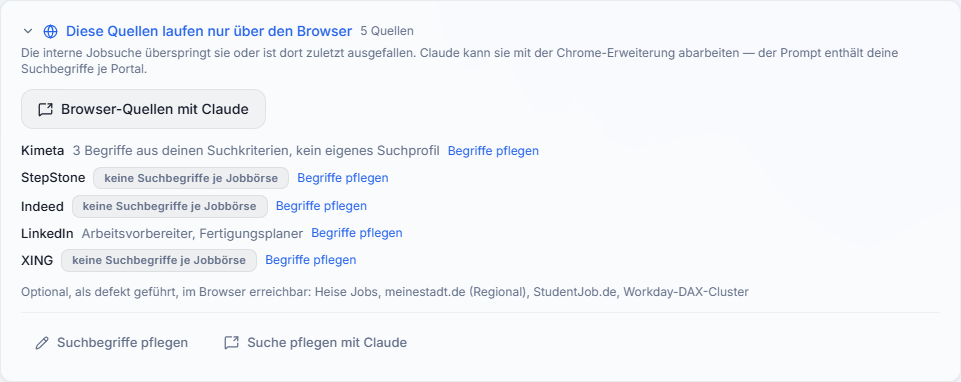 Diese Quellen laufen nur über den Browser 5 Quellen
Die interne Jobsuche überspringt sie oder ist dort zuletzt ausgefallen. Claude kann sie mit der Chrome-Erweiterung abarbeiten — der Prompt enthält deine
Suchbegriffe je Portal.
Browser-Quellen mit Claude
Kimeta 3 Begriffe aus deinen Suchkriterien, kein eigenes Suchprofil Begriffe pflegen
StepStone keine Suchbegriffe je Jobbörse Begriffe pflegen
Indeed keine Suchbegriffe je Jobbörse Begriffe pflegen
LinkedIn Arbeitsvorbereiter, Fertigungsplaner Begriffe pflegen
XING keine Suchbegriffe je Jobbörse Begriffe pflegen
Optional, als defekt geführt, im Browser erreichbar: Heise Jobs, meinestadt.de (Regional), StudentJob.de, Workday-DAX-Cluster
Suchbegriffe pflegen Suche pflegen mit Claude